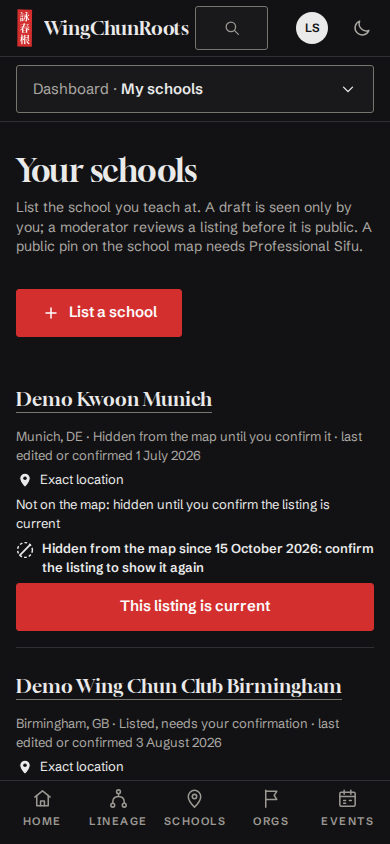 詠春根
WingChunRoots
LS
Dashboard · My schools
Your schools
List the school you teach at. A draft is seen only by
you; a moderator reviews a listing before it is public. A
public pin on the school map needs Professional Sifu.
+ List a school
Demo Kwoon Munich
Munich, DE · Hidden from the map until you confirm it · last
edited or confirmed 1 July 2026
Exact location
Not on the map: hidden until you confirm the listing is
current
Hidden from the map since 15 October 2026: confirm
the listing to show it again
This listing is current
Demo Wing Chun Club Birmingham
Birmingham, GB · Listed, needs your confirmation · last
edited or confirmed 3 August 2026
Exact location
HOME LINEAGE SCHOOLS ORGS EVENTS